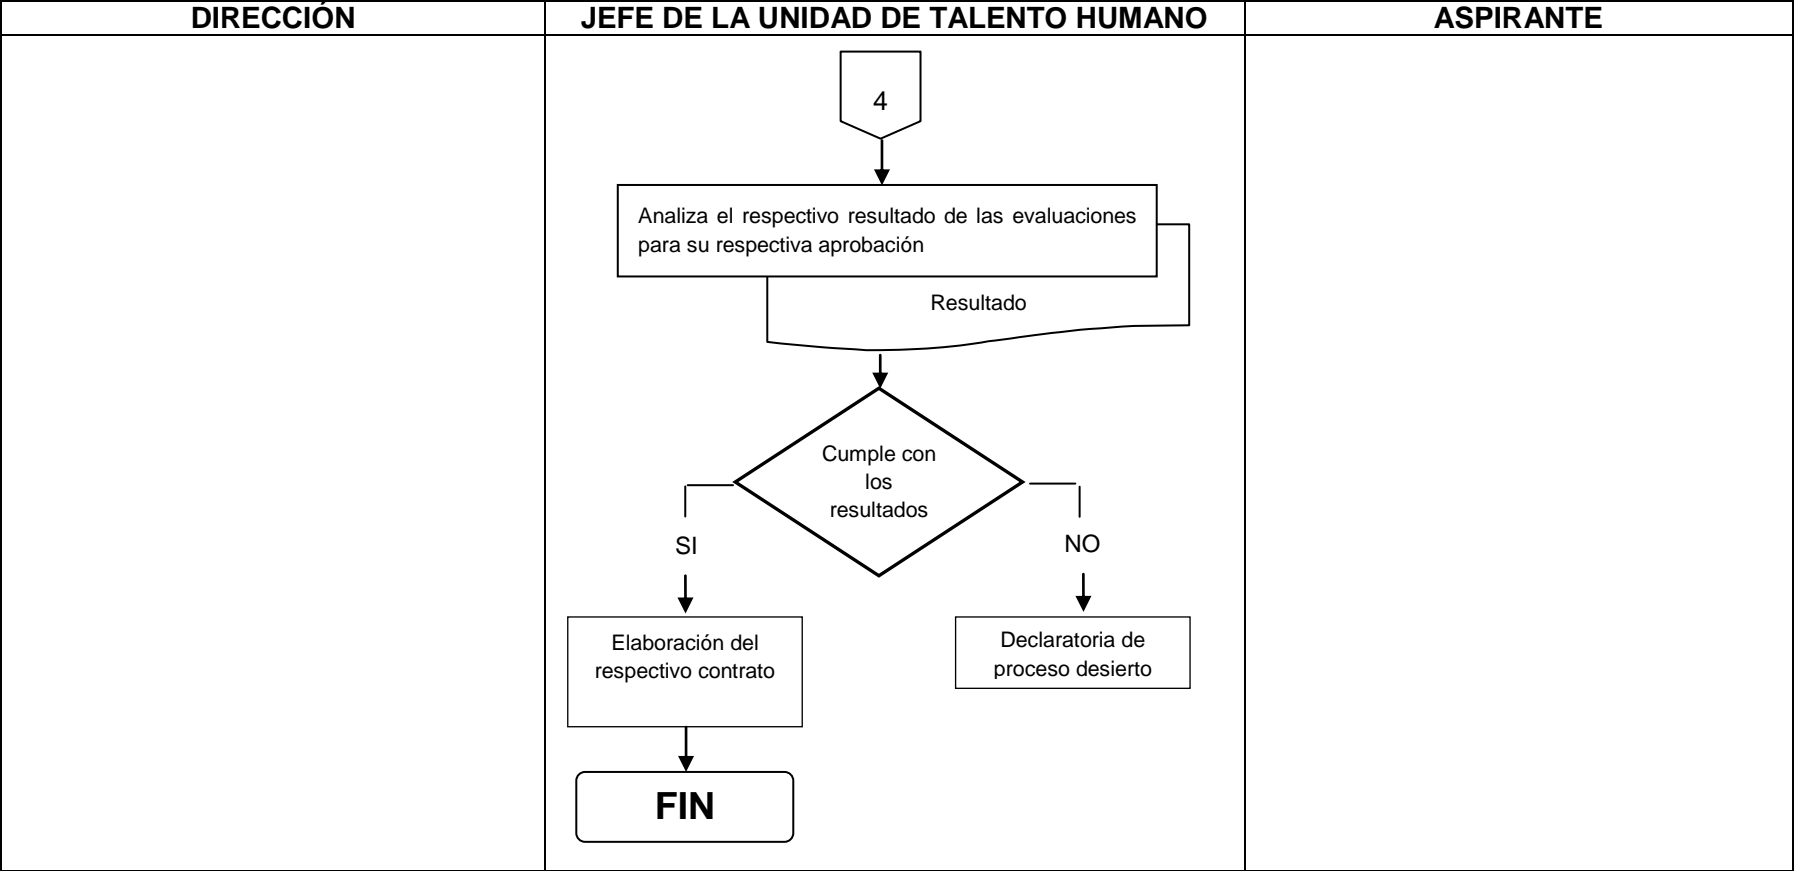 DIRECCIÓN
JEFE DE LA UNIDAD DE TALENTO HUMANO
ASPIRANTE
4
Analiza el respectivo resultado de las evaluaciones
para su respectiva aprobación
Resultado
Cumple con
los
resultados
SI
NO
Elaboración del
respectivo contrato
Declaratoria de
proceso desierto
FIN